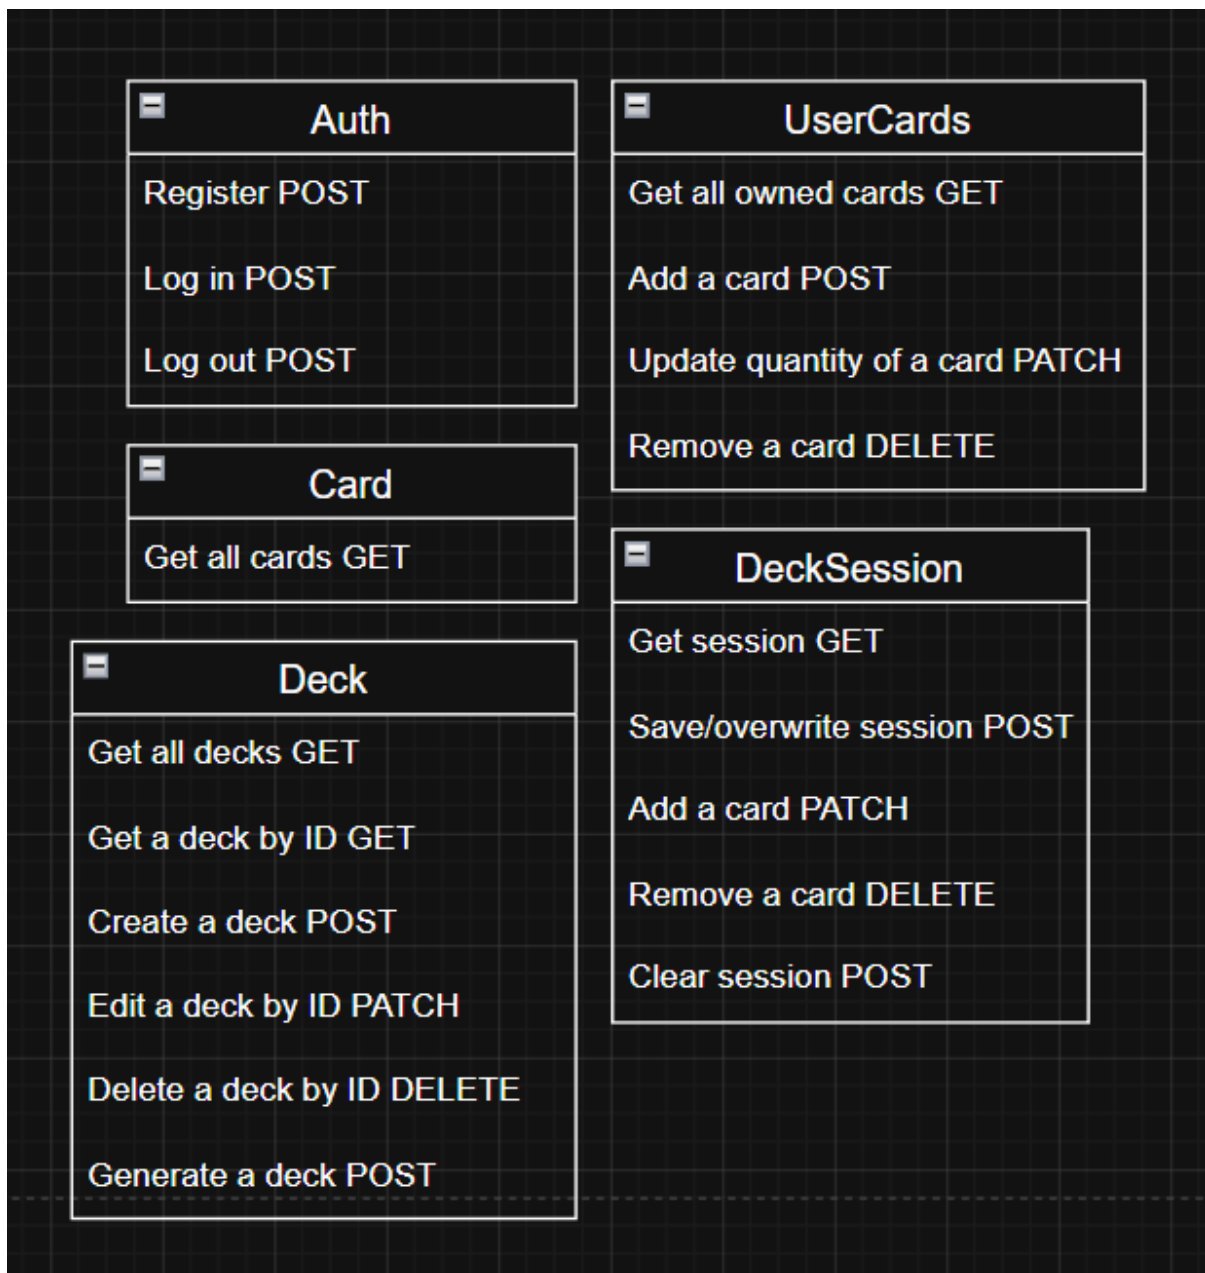 Auth
Register POST
Log in POST
Log out POST
Card
Get all cards GET
Deck
Get all decks GET
Get a deck by ID GET
Create a deck POST
Edit a deck by ID PATCH
Delete a deck by ID DELETE
Generate a deck POST
UserCards
Get all owned cards GET
Add a card POST
Update quantity of a card PATCH
Remove a card DELETE
DeckSession
Get session GET
Save/overwrite session POST
Add a card PATCH
Remove a card DELETE
Clear session POST